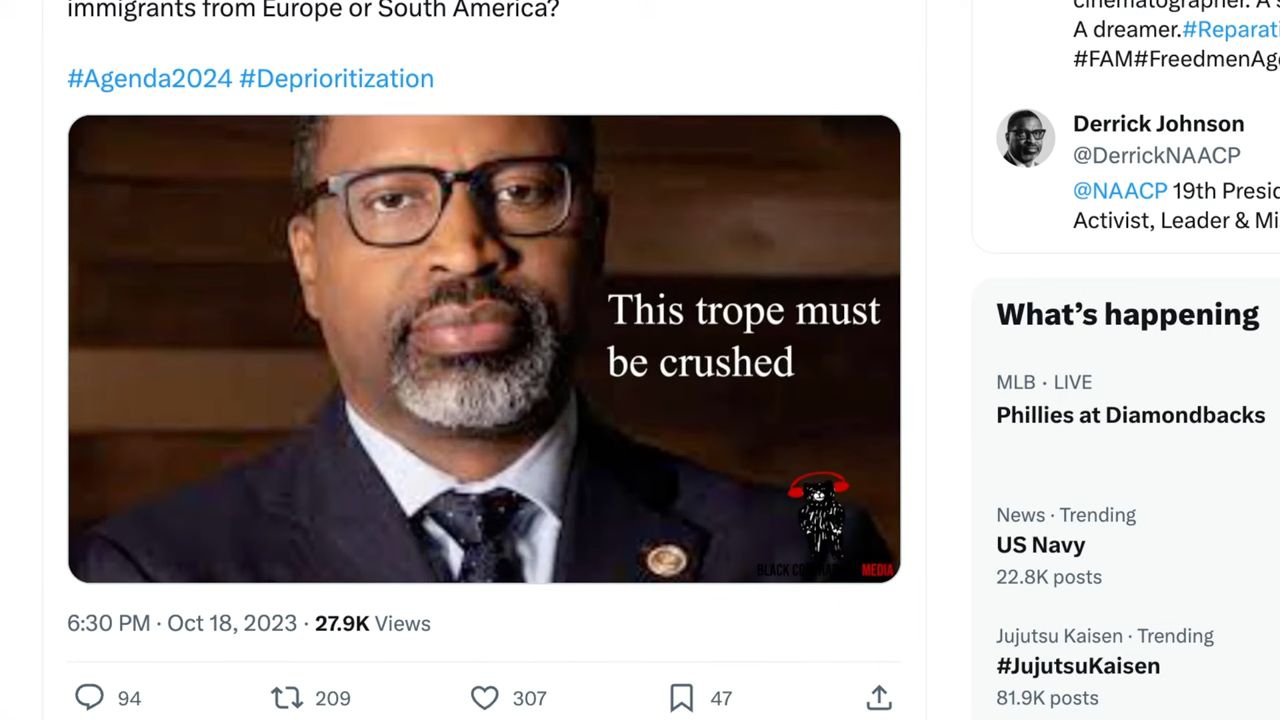 immigrants from Europe or South America?
#Agenda2024 #Deprioritization
This trope must
be crushed
MEDIA
6:30 PM · Oct 18, 2023 · 27.9K Views
94 209 307 47
A dreamer.#Reparati
#FAM#FreedmenAg
Derrick Johnson
@DerrickNAACP
@NAACP 19th Presid
Activist, Leader & Mi
What's happening
MLB · LIVE
Phillies at Diamondbacks
News · Trending
US Navy
22.8K posts
Jujutsu Kaisen · Trending
#JujutsuKaisen
81.9K posts